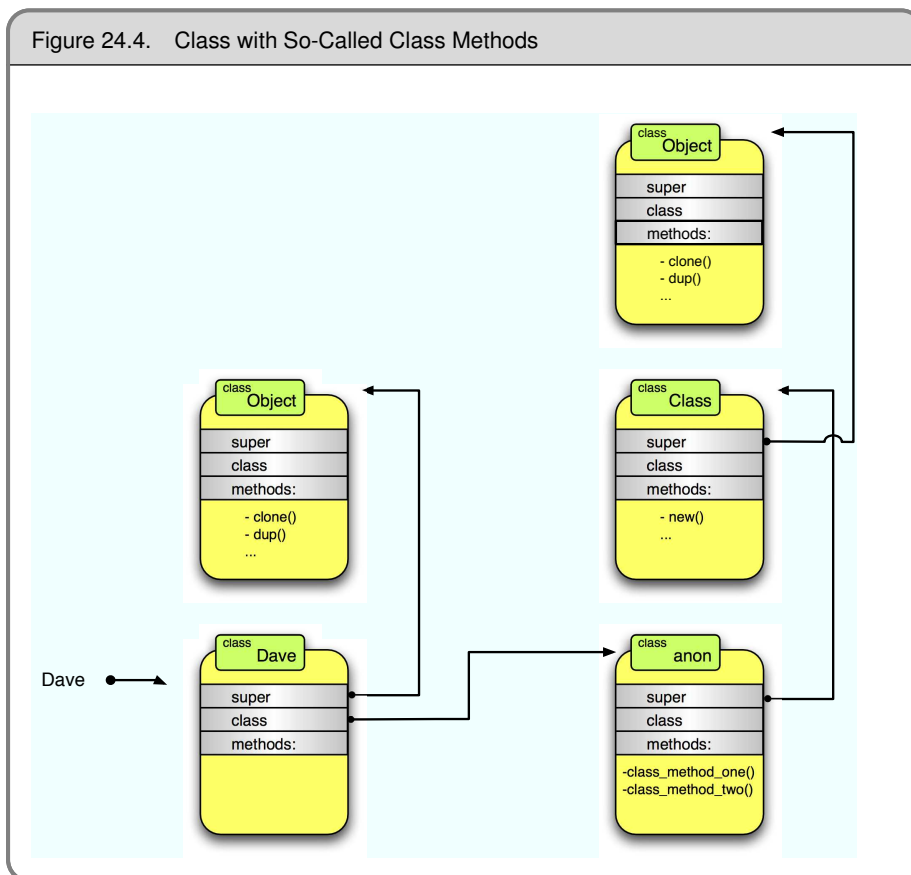 Figure 24.4. Class with So-Called Class Methods
class
Object
super
class
methods:
- clone()
- dup()
...
class
Object
super
class
methods:
- clone()
- dup()
...
class
Class
super
class
methods:
- new()
...
Dave
class
Dave
super
class
methods:
class
anon
super
class
methods:
-class_method_one()
-class_method_two()